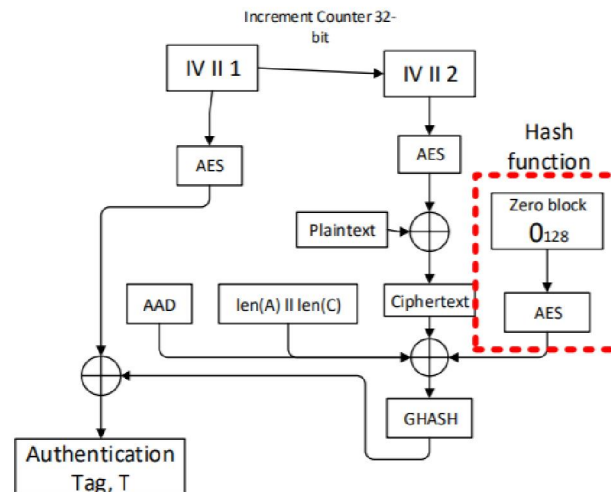 Increment Counter 32-
bit
IV II 1
IV II 2
AES
AES
Hash
function
Zero block
0128
Plaintext
AAD
len(A) II len(C)
Ciphertext
AES
GHASH
Authentication
Tag, T